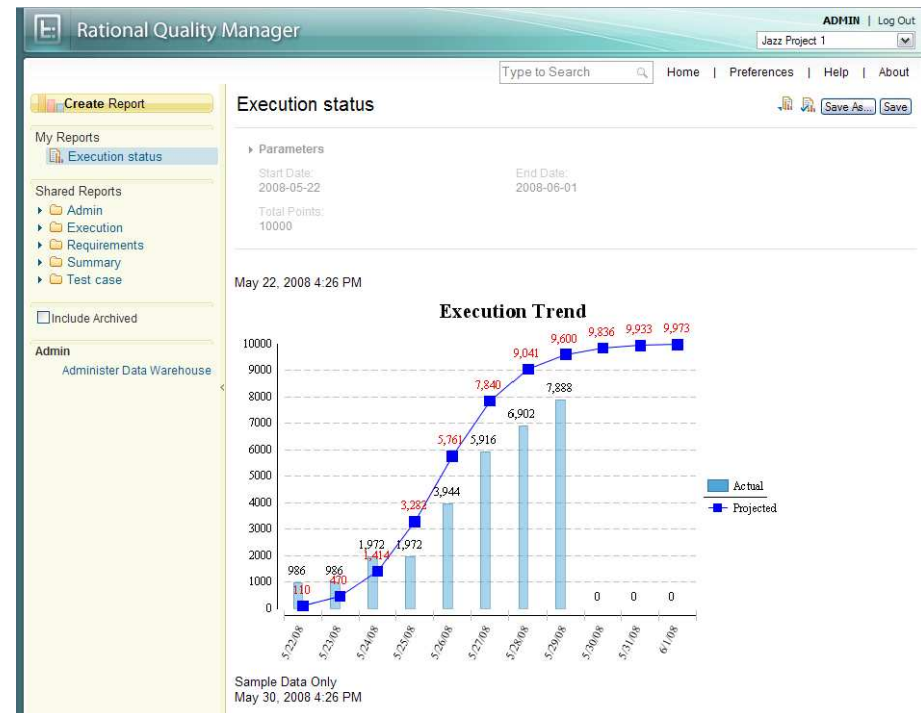 Rational Quality Manager
ADMIN | Log Out
Jazz Project 1
Type to Search
Home | Preferences | Help | About
Create Report
My Reports
Execution status
Shared Reports
Admin
Execution
Requirements
Summary
Test case
Include Archived
Admin
Administer Data Warehouse
Execution status
Save As...
Save
Parameters
Start Date:
2008-05-22
End Date:
2008-06-01
Total Points:
10000
May 22, 2008 4:26 PM
Execution Trend
10000
9000
8000
7000
6000
5000
4000
3000
2000
1000
0
986
986
1,972
1,972
3,944
5,916
6,902
7,888
0
0
0
110
470
1,414
3,282
5,761
7,840
9,041
9,600
9,836
9,933
9,973
5/22/08
5/23/08
5/24/08
5/25/08
5/26/08
5/27/08
5/28/08
5/29/08
5/30/08
5/31/08
6/1/08
Actual
Projected
Sample Data Only
May 30, 2008 4:26 PM